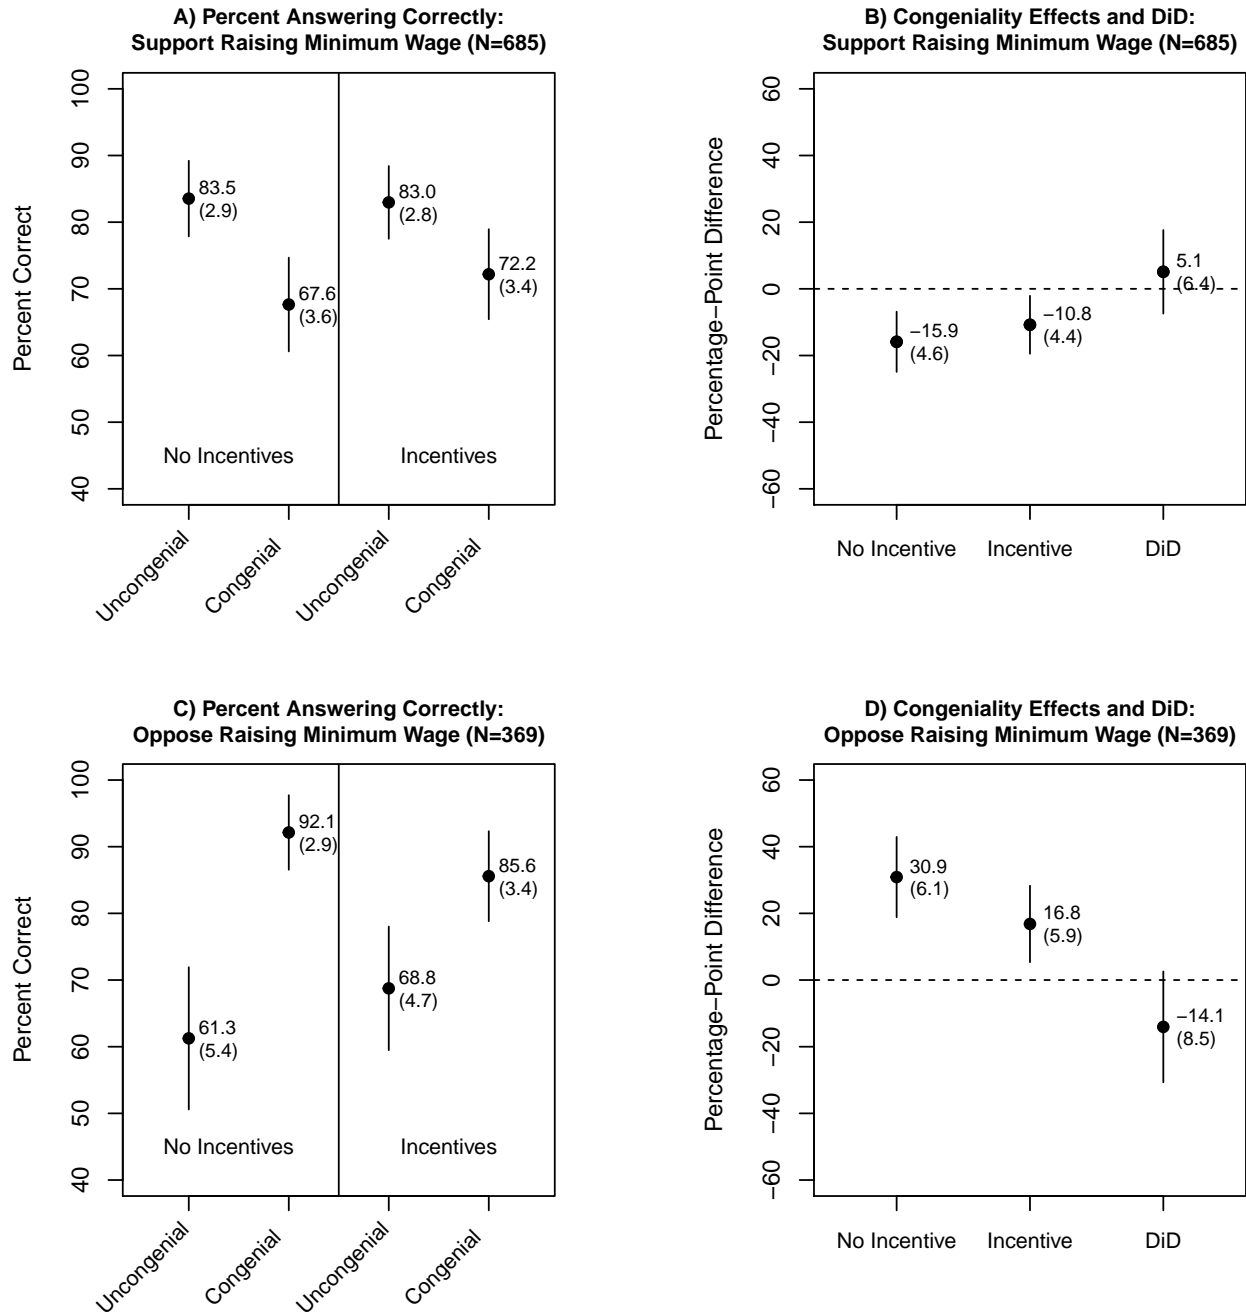 A) Percent Answering Correctly:
Support Raising Minimum Wage (N=685)
Percent Correct
100
90
80
70
60
50
40
83.5
(2.9)
67.6
(3.6)
83.0
(2.8)
72.2
(3.4)
No Incentives
Incentives
Uncongenial
Congenial
Uncongenial
Congenial
B) Congeniality Effects and DiD:
Support Raising Minimum Wage (N=685)
Percentage−Point Difference
60
40
20
0
−20
−40
−60
−15.9
(4.6)
−10.8
(4.4)
5.1
(6.4)
No Incentive
Incentive
DiD
C) Percent Answering Correctly:
Oppose Raising Minimum Wage (N=369)
Percent Correct
100
90
80
70
60
50
40
61.3
(5.4)
92.1
(2.9)
68.8
(4.7)
85.6
(3.4)
No Incentives
Incentives
Uncongenial
Congenial
Uncongenial
Congenial
D) Congeniality Effects and DiD:
Oppose Raising Minimum Wage (N=369)
Percentage−Point Difference
60
40
20
0
−20
−40
−60
30.9
(6.1)
16.8
(5.9)
−14.1
(8.5)
No Incentive
Incentive
DiD